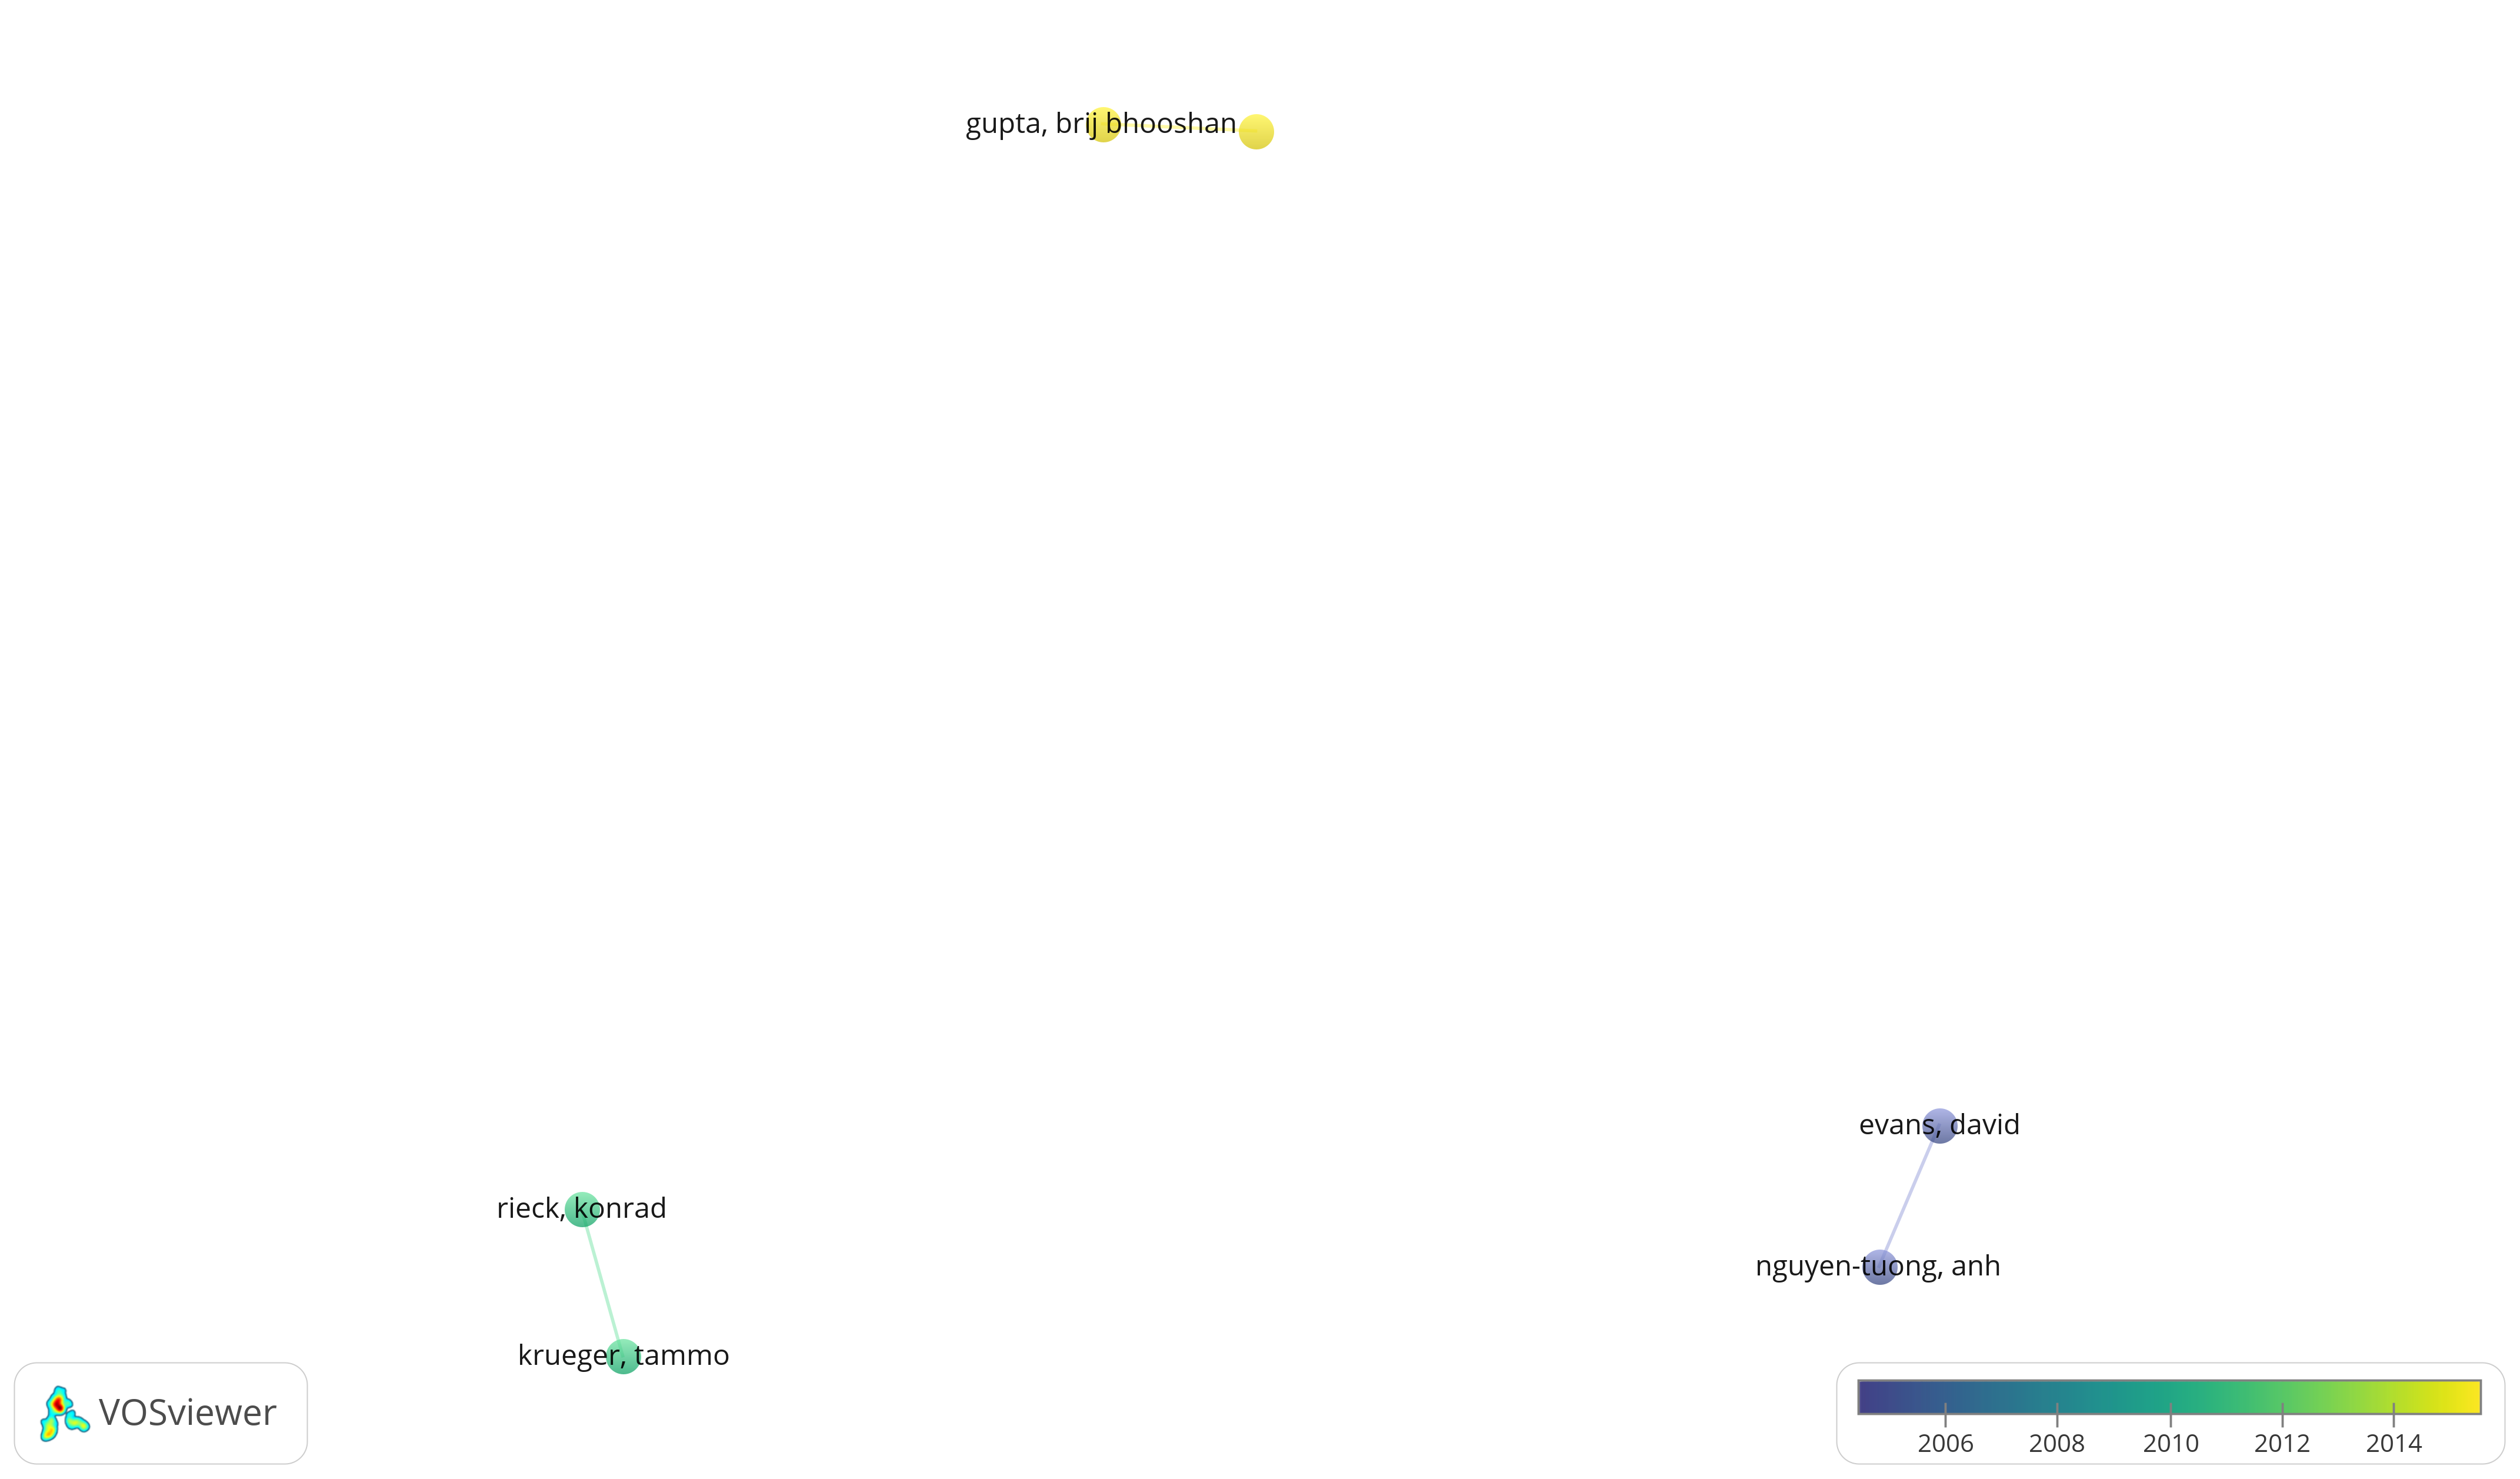 gupta, brij bhooshan
evans, david
rieck, konrad
nguyen-tuong, anh
krueger, tammo
VOSviewer
2006 2008 2010 2012 2014